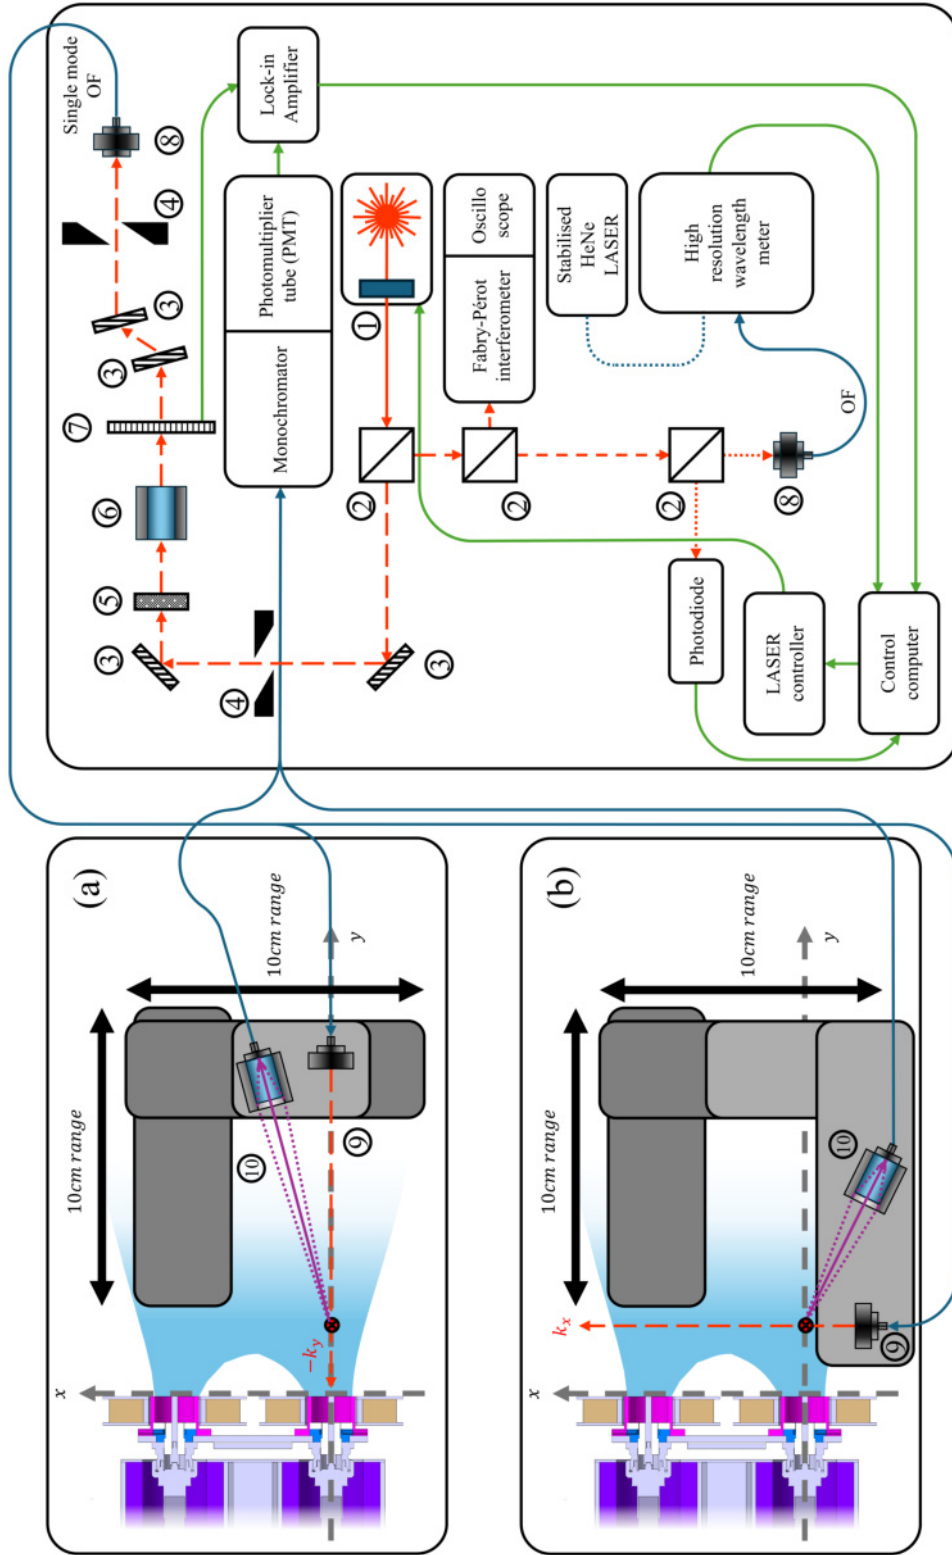 (a)
10cm range
10cm range
x
y
−k_y
⑩
⑨
(b)
10cm range
10cm range
x
y
k_x
⑩
⑨
Single mode
OF
⑧
④
③
③
⑦
⑥
⑤
③
④
③
Lock-in
Amplifier
Monochromator
Photomultiplier
tube (PMT)
①
②
②
②
Fabry-Pérot
interferometer
Oscillo
scope
Stabilised
HeNe
LASER
High
resolution
wavelength
meter
OF
⑧
Photodiode
LASER
controller
Control
computer